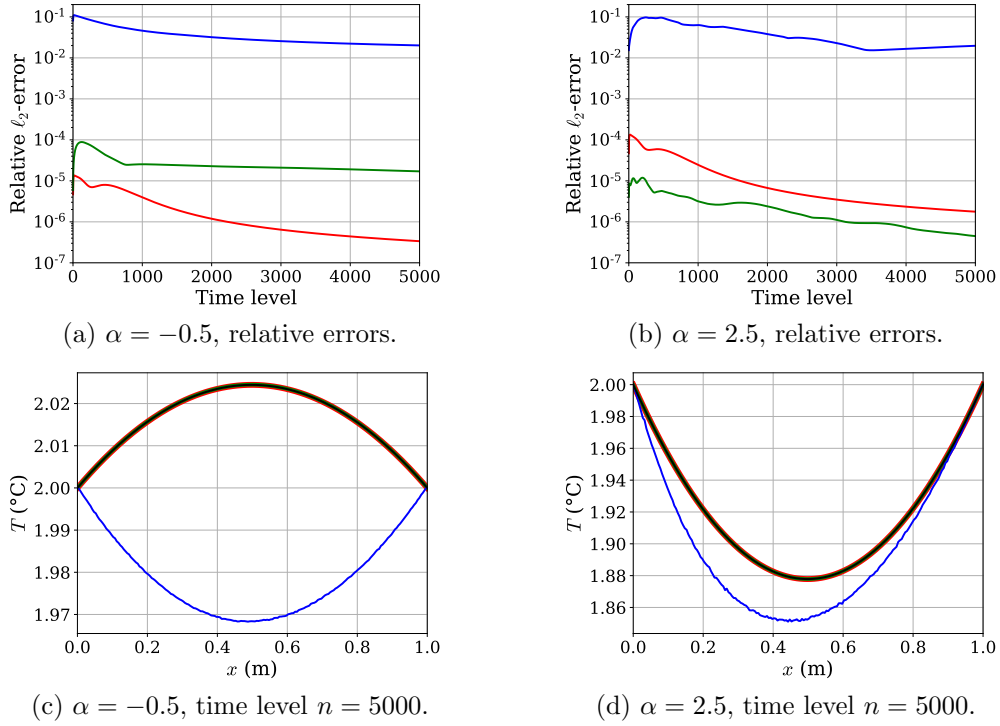 10^{-1} 10^{-1}
10^{-2} 10^{-2}
10^{-3} 10^{-3}
10^{-4} 10^{-4}
10^{-5} 10^{-5}
10^{-6} 10^{-6}
10^{-7} 10^{-7}
Relative ℓ₂-error Relative ℓ₂-error
0 1000 2000 3000 4000 5000 0 1000 2000 3000 4000 5000
Time level Time level
(a) α = −0.5, relative errors. (b) α = 2.5, relative errors.
2.02 2.00
2.01 1.98
2.00 1.96
1.99 1.94
1.98 1.92
1.97 1.90
1.88
1.86
T (°C) T (°C)
0.0 0.2 0.4 0.6 0.8 1.0 0.0 0.2 0.4 0.6 0.8 1.0
x (m) x (m)
(c) α = −0.5, time level n = 5000. (d) α = 2.5, time level n = 5000.